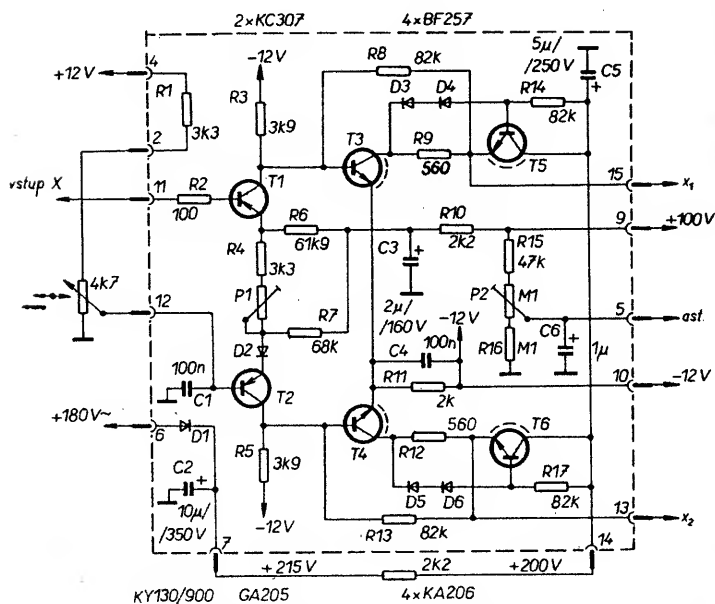 2×KC307 4×BF257
4
+12V
R1
3k3
2
vstup X 11 R2
100
4k7
12
100n
C1
+180V~
6
D1
C2
10µ/
/350V
7
-12V
R3
3k9
T1
R4
3k3
R6
61k9
P1
R7
68k
D2
T2
R5
3k9
-12V
R8
82k
D3 D4
R14
82k
5µ/
/250V
C5
T3
R9
560
T5
15 x₁
9 +100V
R10
2k2
C3
2µ/
/160V
R15
47k
P2
M1
5 ast.
R16
M1
C6
1µ
-12V
C4
100n
R11
2k
10 -12V
T4
R12
560
T6
D5 D6
R17
82k
R13 82k
13 x₂
14
+215V 2k2 +200V
KY130/900 GA205 4×KA206